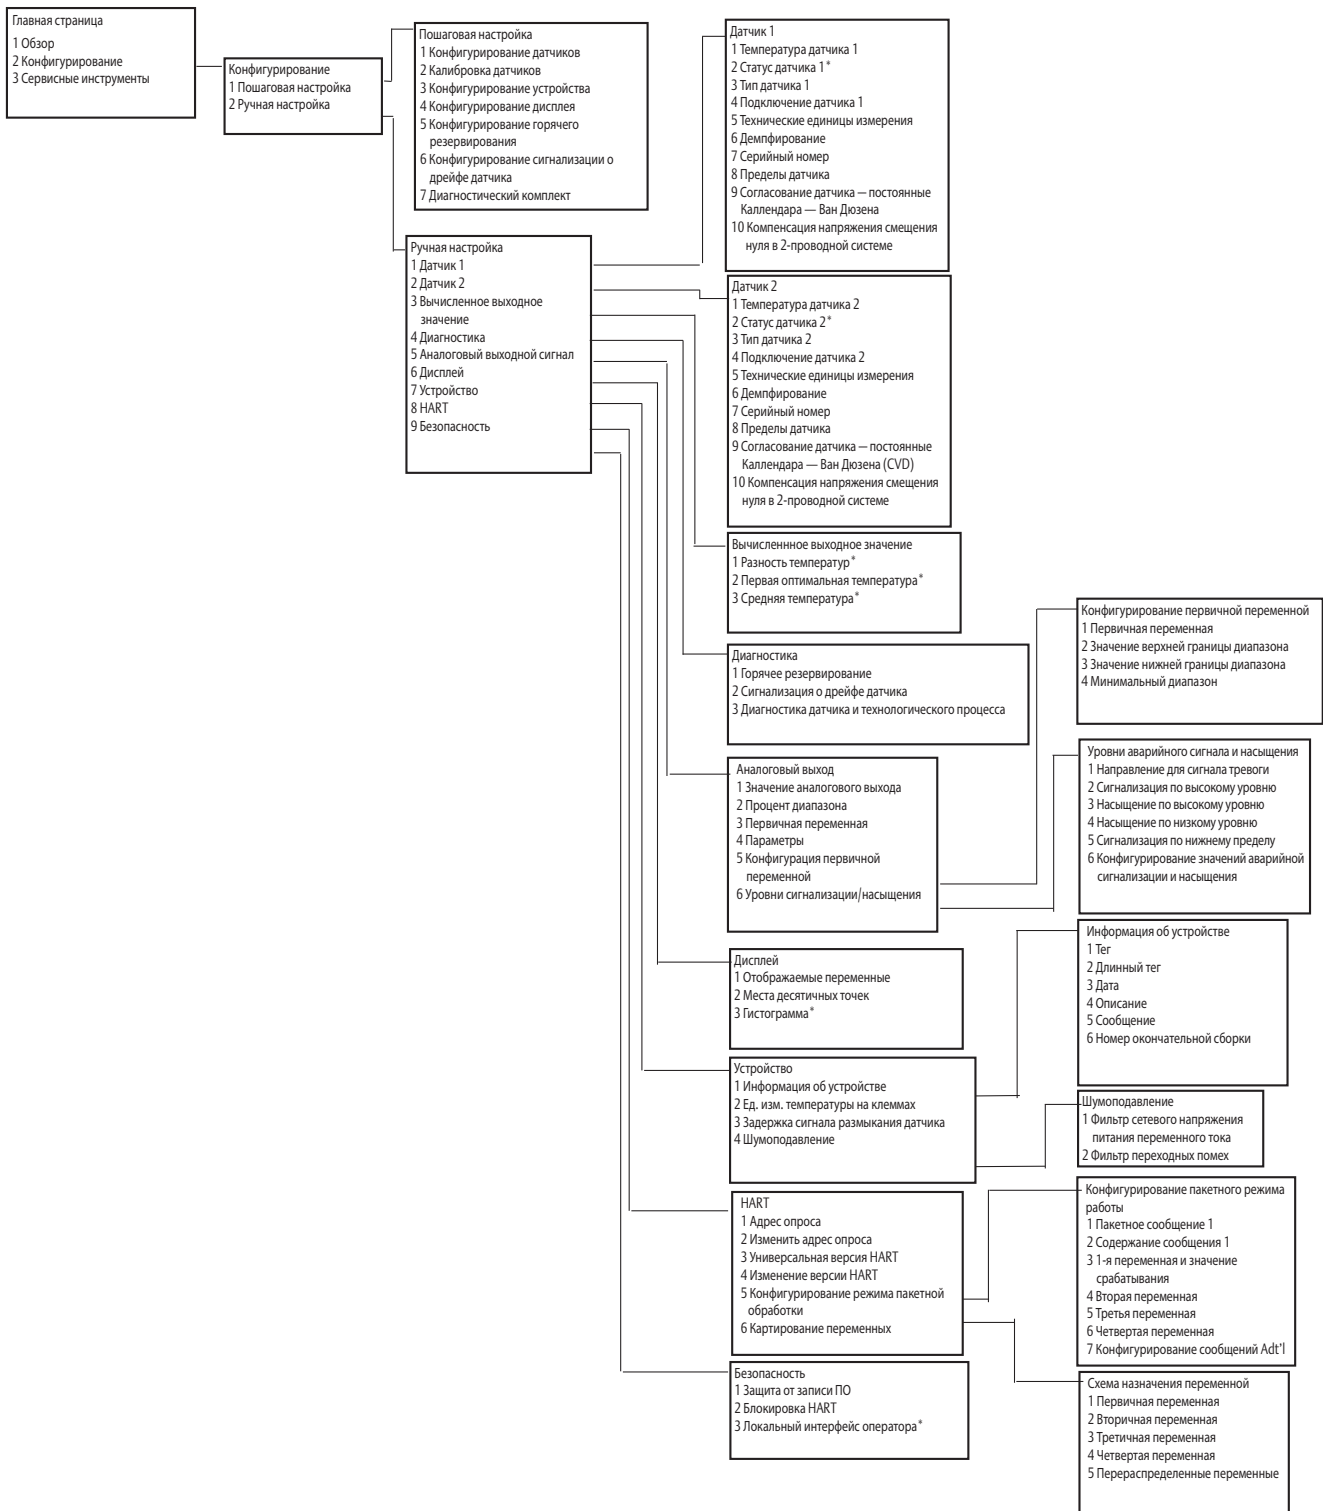 Главная страница
1 Обзор
2 Конфигурирование
3 Сервисные инструменты
Конфигурирование
1 Пошаговая настройка
2 Ручная настройка
Пошаговая настройка
1 Конфигурирование датчиков
2 Калибровка датчиков
3 Конфигурирование устройства
4 Конфигурирование дисплея
5 Конфигурирование горячего
резервирования
6 Конфигурирование сигнализации о
дрейфе датчика
7 Диагностический комплект
Ручная настройка
1 Датчик 1
2 Датчик 2
3 Вычисленное выходное
значение
4 Диагностика
5 Аналоговый выходной сигнал
6 Дисплей
7 Устройство
8 HART
9 Безопасность
Датчик 1
1 Температура датчика 1
2 Статус датчика 1*
3 Тип датчика 1
4 Подключение датчика 1
5 Технические единицы измерения
6 Демпфирование
7 Серийный номер
8 Пределы датчика
9 Согласование датчика — постоянные
Каллендара — Ван Дюзена
10 Компенсация напряжения смещения
нуля в 2-проводной системе
Датчик 2
1 Температура датчика 2
2 Статус датчика 2*
3 Тип датчика 2
4 Подключение датчика 2
5 Технические единицы измерения
6 Демпфирование
7 Серийный номер
8 Пределы датчика
9 Согласование датчика — постоянные
Каллендара — Ван Дюзена (CVD)
10 Компенсация напряжения смещения
нуля в 2-проводной системе
Вычисленнное выходное значение
1 Разность температур*
2 Первая оптимальная температура*
3 Средняя температура*
Диагностика
1 Горячее резервирование
2 Сигнализация о дрейфе датчика
3 Диагностика датчика и технологического процесса
Аналоговый выход
1 Значение аналогового выхода
2 Процент диапазона
3 Первичная переменная
4 Параметры
5 Конфигурация первичной
переменной
6 Уровни сигнализации/насыщения
Дисплей
1 Отображаемые переменные
2 Места десятичных точек
3 Гистограмма*
Устройство
1 Информация об устройстве
2 Ед. изм. температуры на клеммах
3 Задержка сигнала размыкания датчика
4 Шумоподавление
HART
1 Адрес опроса
2 Изменить адрес опроса
3 Универсальная версия HART
4 Изменение версии HART
5 Конфигурирование режима пакетной
обработки
6 Картирование переменных
Безопасность
1 Защита от записи ПО
2 Блокировка HART
3 Локальный интерфейс оператора*
Конфигурирование первичной переменной
1 Первичная переменная
2 Значение верхней границы диапазона
3 Значение нижней границы диапазона
4 Минимальный диапазон
Уровни аварийного сигнала и насыщения
1 Направление для сигнала тревоги
2 Сигнализация по высокому уровню
3 Насыщение по высокому уровню
4 Насыщение по низкому уровню
5 Сигнализация по нижнему пределу
6 Конфигурирование значений аварийной
сигнализации и насыщения
Информация об устройстве
1 Тег
2 Длинный тег
3 Дата
4 Описание
5 Сообщение
6 Номер окончательной сборки
Шумоподавление
1 Фильтр сетевого напряжения
питания переменного тока
2 Фильтр переходных помех
Конфигурирование пакетного режима
работы
1 Пакетное сообщение 1
2 Содержание сообщения 1
3 1-я переменная и значение
срабатывания
4 Вторая переменная
5 Третья переменная
6 Четвертая переменная
7 Конфигурирование сообщений Adt'l
Схема назначения переменной
1 Первичная переменная
2 Вторичная переменная
3 Третичная переменная
4 Четвертая переменная
5 Перераспределенные переменные